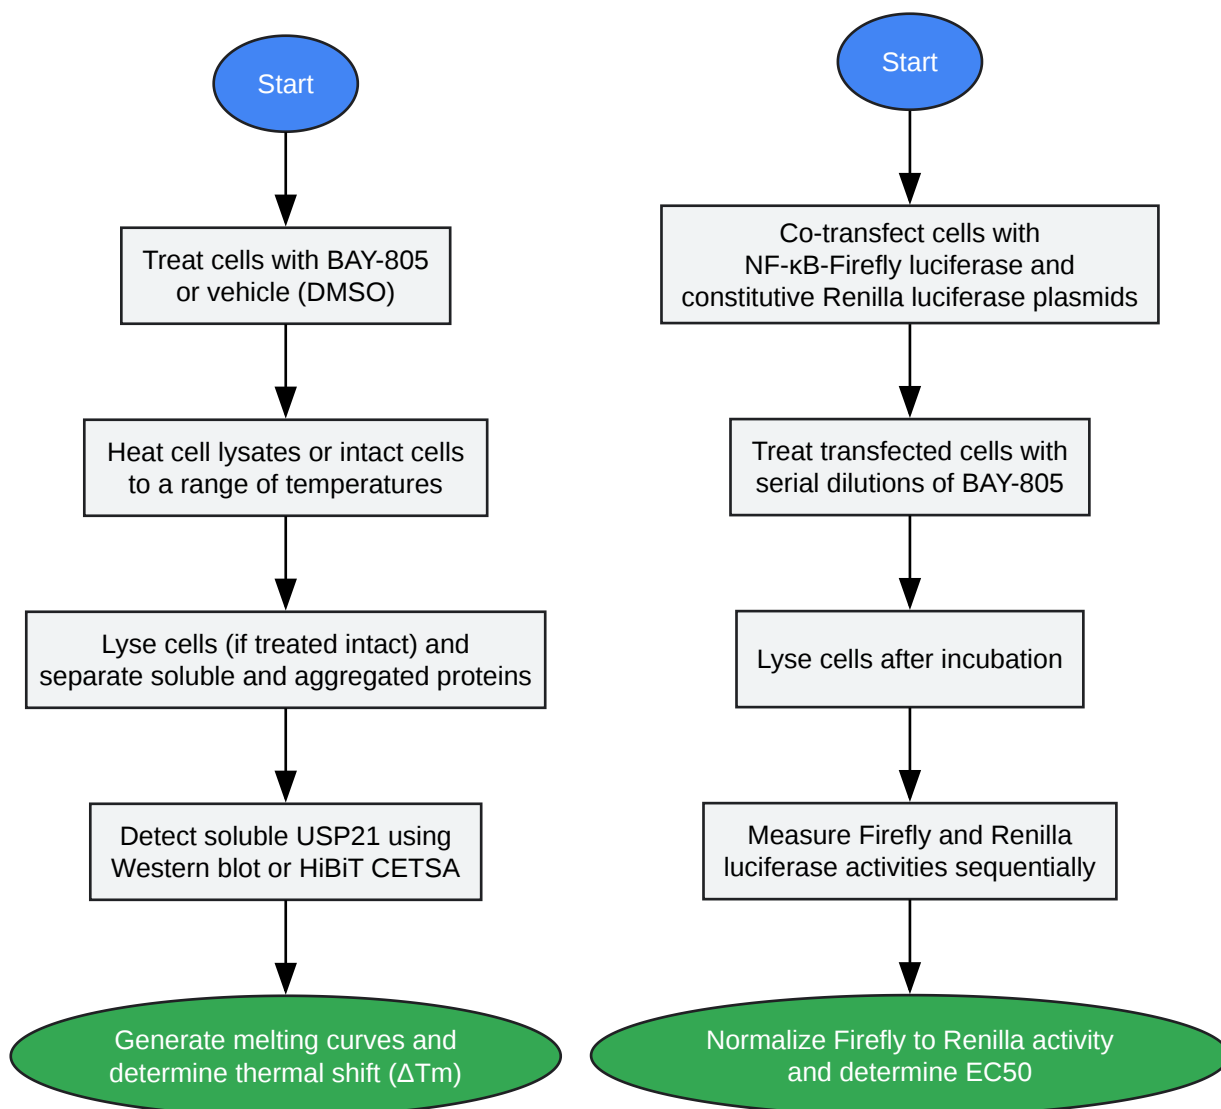 Start
Treat cells with BAY-805
or vehicle (DMSO)
Heat cell lysates or intact cells
to a range of temperatures
Lyse cells (if treated intact) and
separate soluble and aggregated proteins
Detect soluble USP21 using
Western blot or HiBiT CETSA
Generate melting curves and
determine thermal shift (ΔTm)
Start
Co-transfect cells with
NF-κB-Firefly luciferase and
constitutive Renilla luciferase plasmids
Treat transfected cells with
serial dilutions of BAY-805
Lyse cells after incubation
Measure Firefly and Renilla
luciferase activities sequentially
Normalize Firefly to Renilla activity
and determine EC50